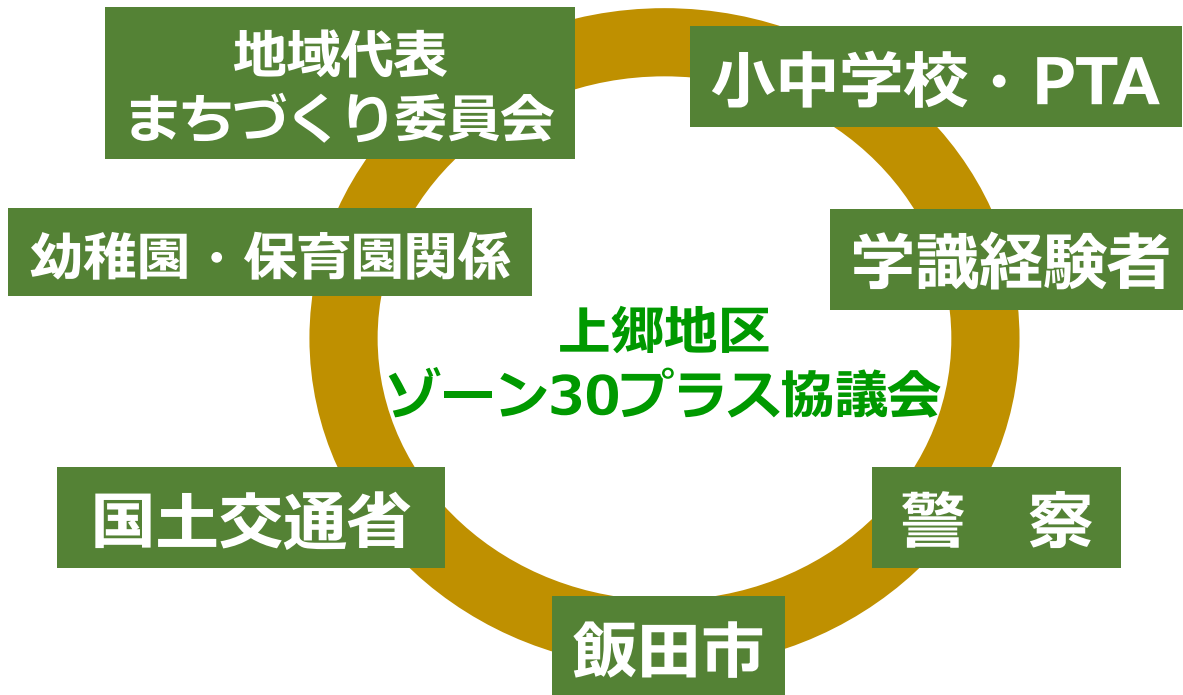 地域代表
まちづくり委員会
小中学校・PTA
幼稚園・保育園関係
学識経験者
上郷地区
ゾーン30プラス協議会
国土交通省
警　察
飯田市